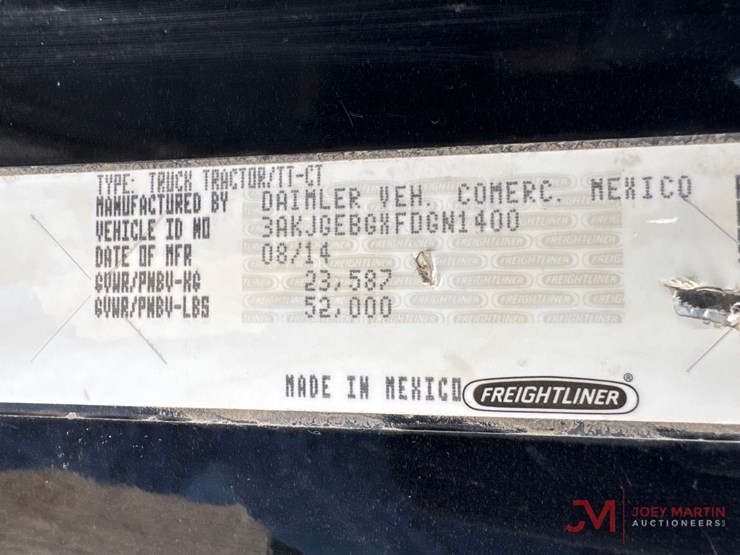 TYPE: TRUCK TRACTOR/TT-CT
MANUFACTURED BY DAIMLER VEH. COMERC. MEXICO
VEHICLE ID NO 3AKJGEBGXFDGN1400
DATE OF MFR 08/14
GVWR/PNBV-KG 23,587
GVWR/PNBV-LBS 52,000
MADE IN MEXICO FREIGHTLINER®
JM JOEY MARTIN
AUCTIONEERS